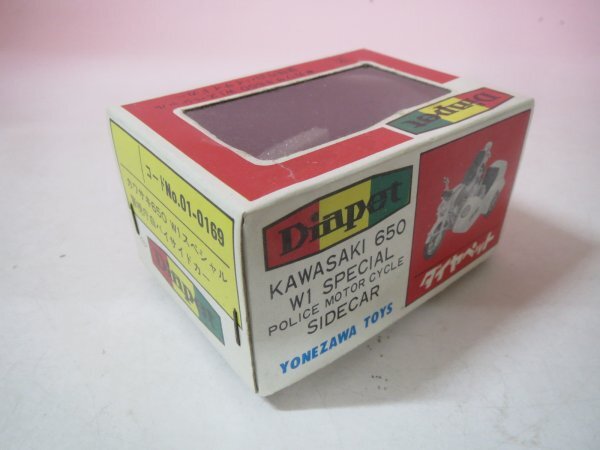 Diapet
コードNo.01-0169
カワサキ650 W1スペシャル
Diapet
KAWASAKI 650
W1 SPECIAL
POLICE MOTOR CYCLE
SIDECAR
YONEZAWA TOYS
ダイヤペット